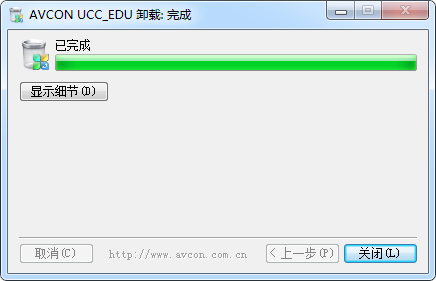 AVCON UCC_EDU 卸载: 完成
已完成
显示细节(D)
取消(C)
http://www.avcon.com.cn
< 上一步(P)
关闭(L)